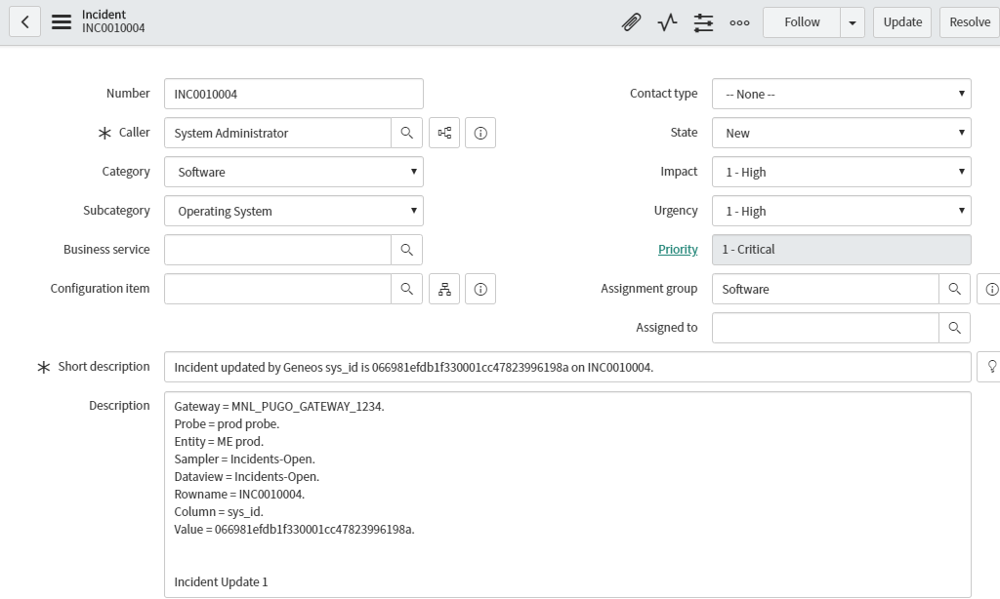 Incident
INC0010004
Follow
Update
Resolve
Number INC0010004
Contact type -- None --
Caller System Administrator
State New
Category Software
Impact 1 - High
Subcategory Operating System
Urgency 1 - High
Business service
Priority 1 - Critical
Configuration item
Assignment group Software
Assigned to
Short description Incident updated by Geneos sys_id is 066981efdb1f330001cc47823996198a on INC0010004.
Description
Gateway = MNL_PUGO_GATEWAY_1234.
Probe = prod probe.
Entity = ME prod.
Sampler = Incidents-Open.
Dataview = Incidents-Open.
Rowname = INC0010004.
Column = sys_id.
Value = 066981efdb1f330001cc47823996198a.
Incident Update 1